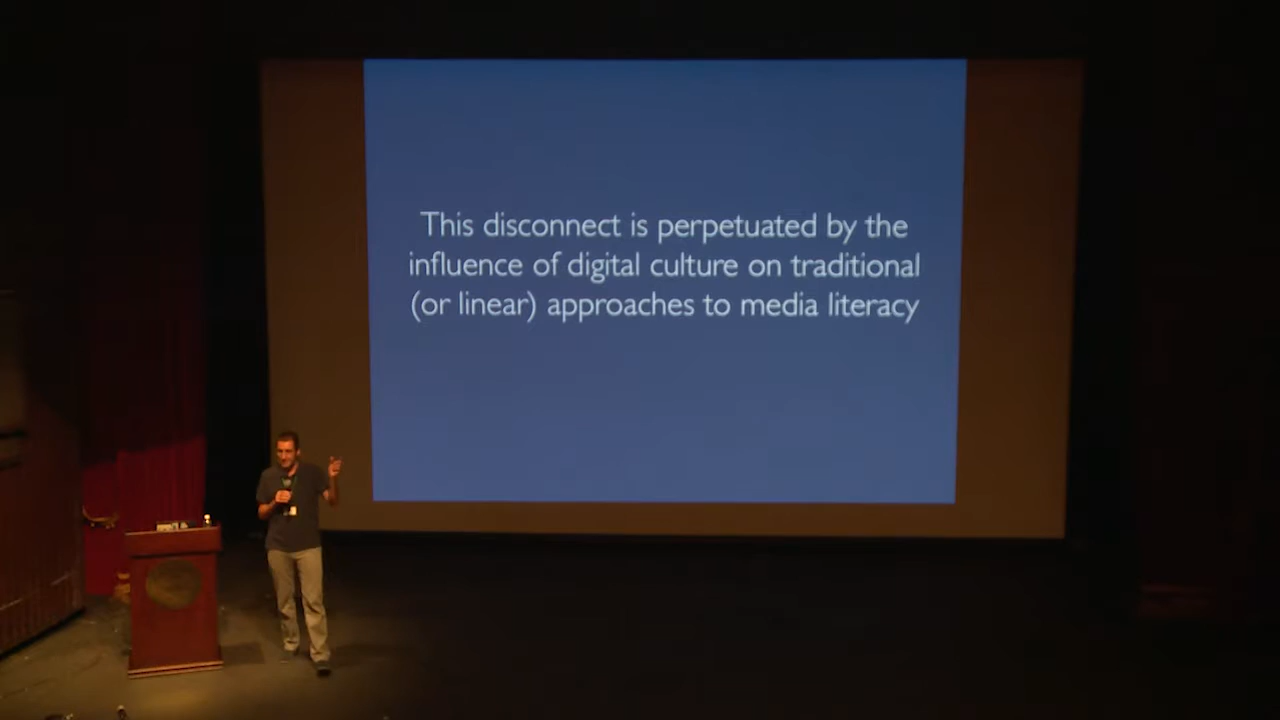 This disconnect is perpetuated by the
influence of digital culture on traditional
(or linear) approaches to media literacy